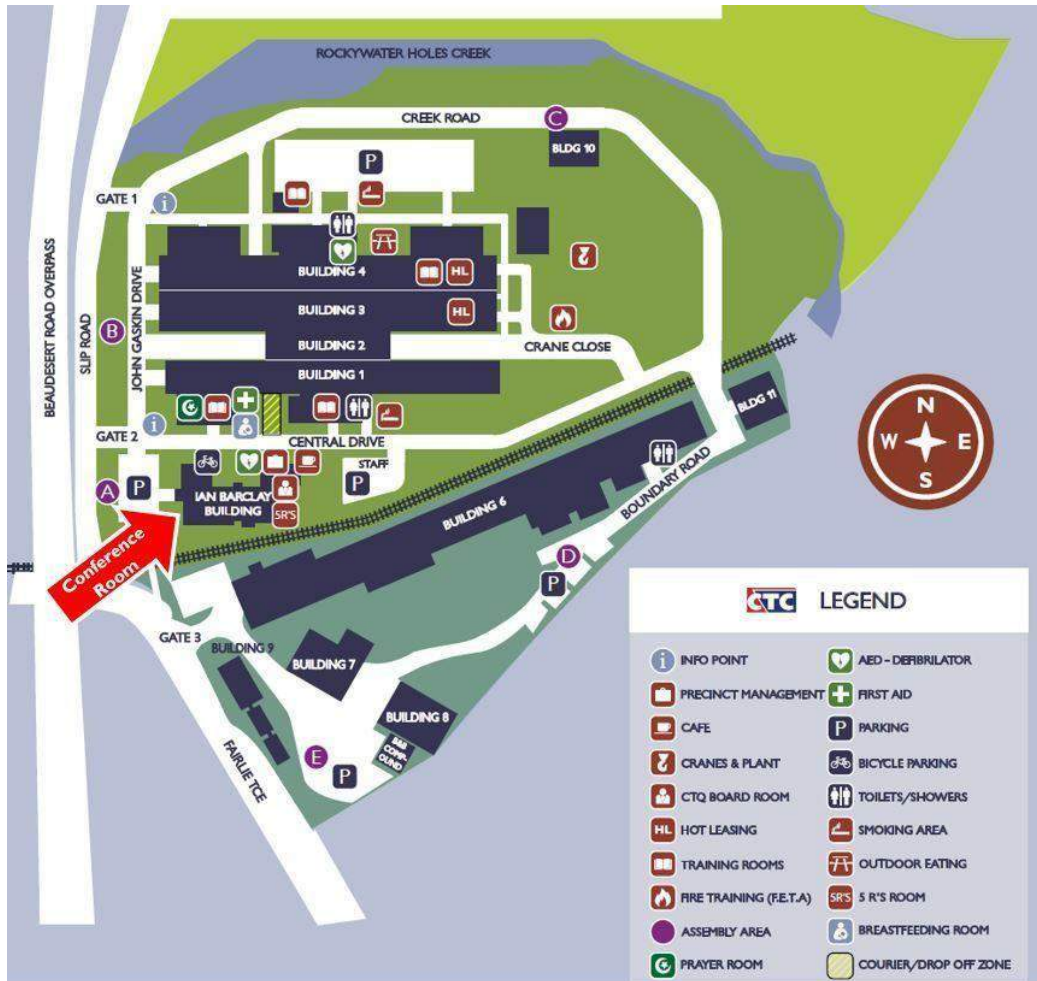 ROCKYWATER HOLES CREEK
CREEK ROAD
C
BLDG 10
P
GATE 1
i
BEAUDESERT ROAD OVERPASS
SLIP ROAD
JOHN GASKIN DRIVE
BUILDING 4
HL
BUILDING 3
HL
B
BUILDING 2
CRANE CLOSE
BUILDING 1
BLDG 11
i
GATE 2
CENTRAL DRIVE
STAFF
P
A
P
IAN BARCLAY
BUILDING
5R'S
BUILDING 6
BOUNDARY ROAD
Conference
Room
D
P
GATE 3
BUILDING 9
BUILDING 7
BUILDING 8
B&B
COMP-
OUND
E
P
FAIRLIE TCE
N
W
E
S
CTC LEGEND
i INFO POINT
PRECINCT MANAGEMENT
CAFE
CRANES & PLANT
CTQ BOARD ROOM
HL HOT LEASING
TRAINING ROOMS
FIRE TRAINING (F.E.T.A)
ASSEMBLY AREA
PRAYER ROOM
AED - DEFIBRILATOR
FIRST AID
P PARKING
BICYCLE PARKING
TOILETS/SHOWERS
SMOKING AREA
OUTDOOR EATING
5R'S 5 R'S ROOM
BREASTFEEDING ROOM
COURIER/DROP OFF ZONE